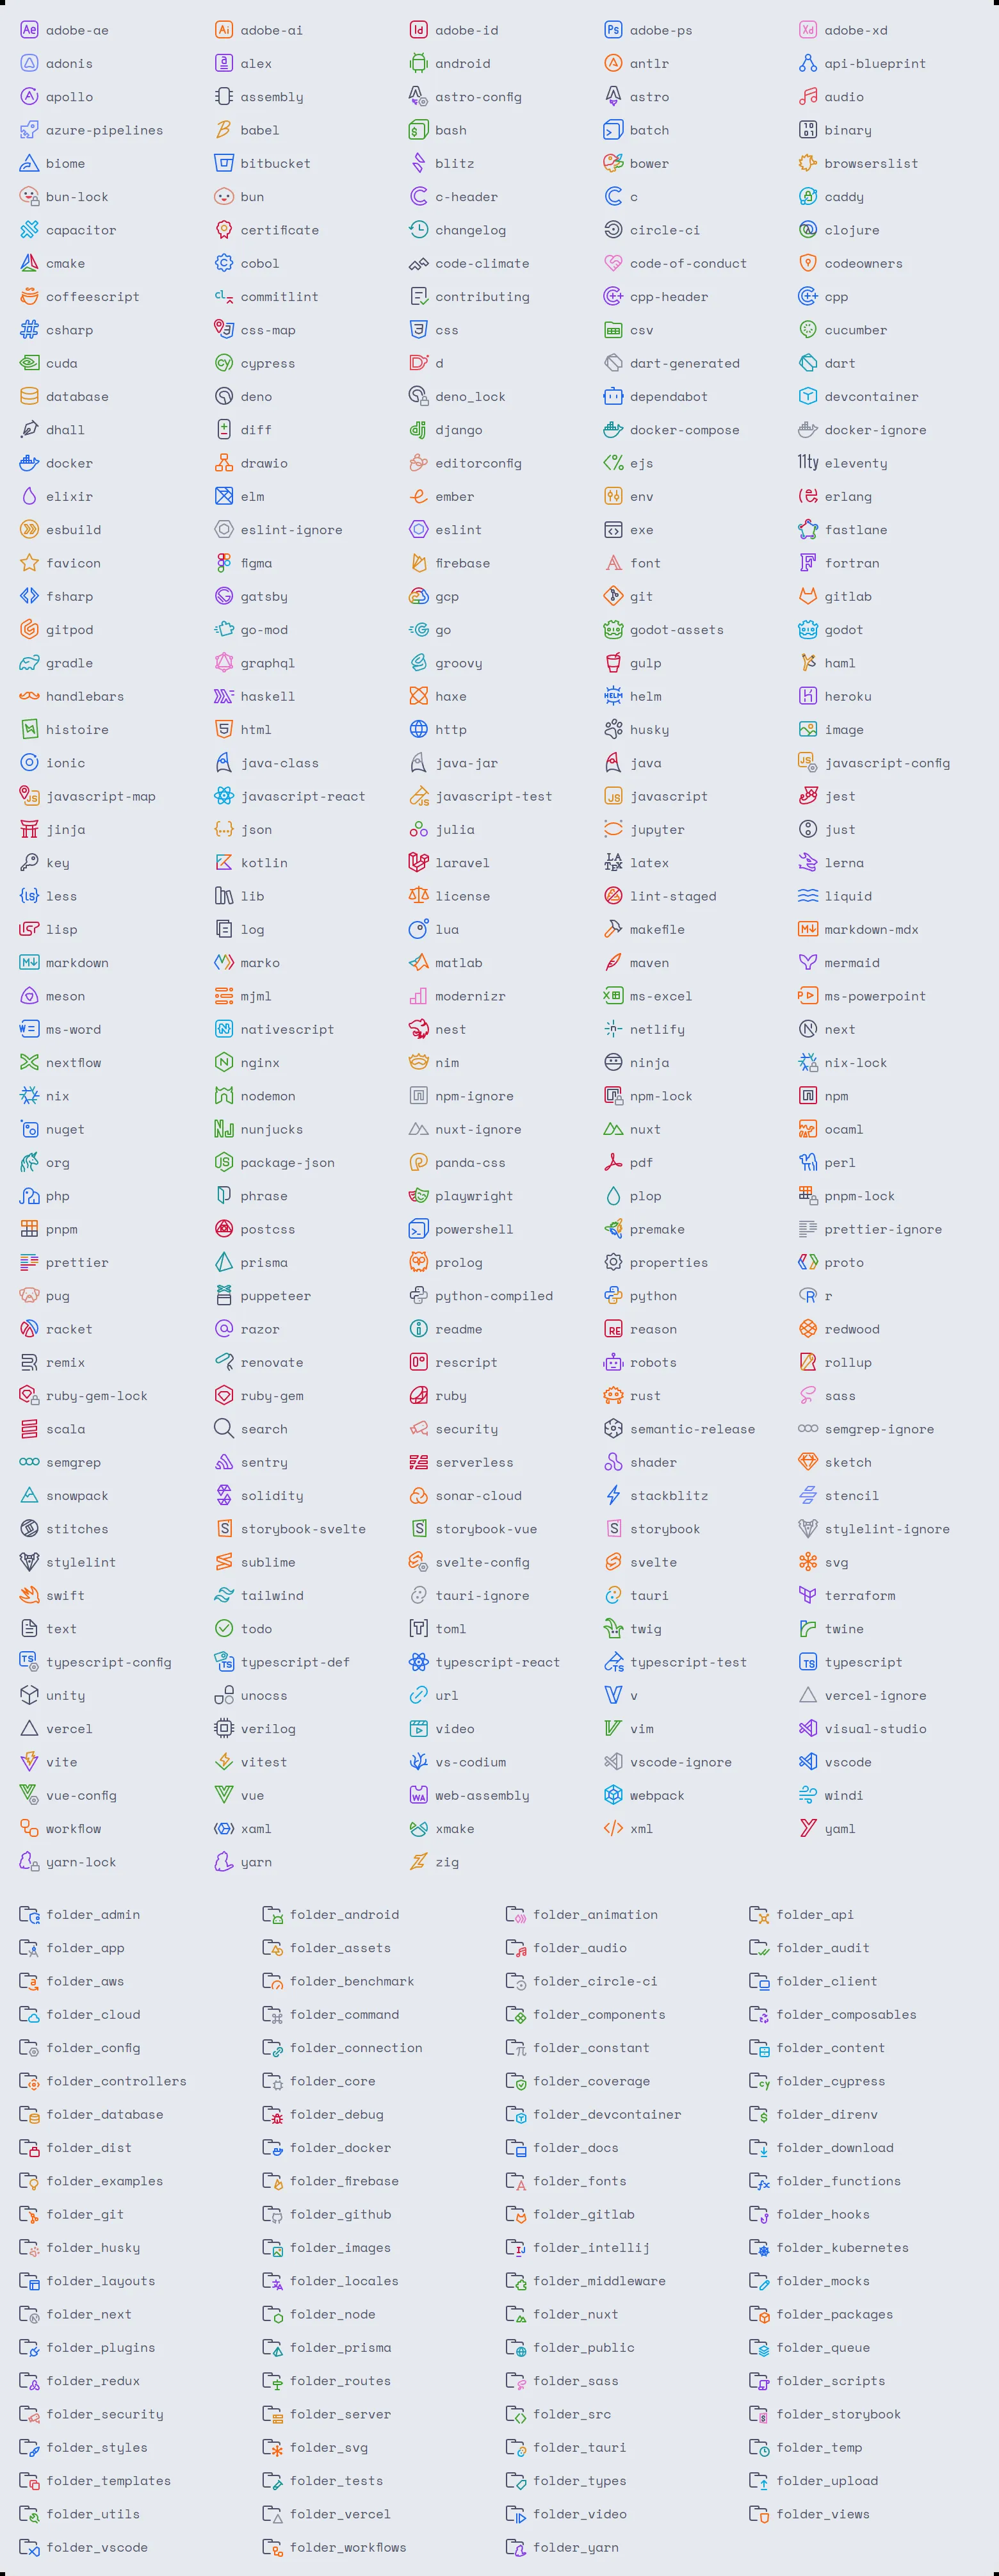 adobe-ae adobe-ai adobe-id adobe-ps adobe-xd
adonis alex android antlr api-blueprint
apollo assembly astro-config astro audio
azure-pipelines babel bash batch binary
biome bitbucket blitz bower browserslist
bun-lock bun c-header c caddy
capacitor certificate changelog circle-ci clojure
cmake cobol code-climate code-of-conduct codeowners
coffeescript commitlint contributing cpp-header cpp
csharp css-map css csv cucumber
cuda cypress d dart-generated dart
database deno deno_lock dependabot devcontainer
dhall diff django docker-compose docker-ignore
docker drawio editorconfig ejs eleventy
elixir elm ember env erlang
esbuild eslint-ignore eslint exe fastlane
favicon figma firebase font fortran
fsharp gatsby gcp git gitlab
gitpod go-mod go godot-assets godot
gradle graphql groovy gulp haml
handlebars haskell haxe helm heroku
histoire html http husky image
ionic java-class java-jar java javascript-config
javascript-map javascript-react javascript-test javascript jest
jinja json julia jupyter just
key kotlin laravel latex lerna
less lib license lint-staged liquid
lisp log lua makefile markdown-mdx
markdown marko matlab maven mermaid
meson mjml modernizr ms-excel ms-powerpoint
ms-word nativescript nest netlify next
nextflow nginx nim ninja nix-lock
nix nodemon npm-ignore npm-lock npm
nuget nunjucks nuxt-ignore nuxt ocaml
org package-json panda-css pdf perl
php phrase playwright plop pnpm-lock
pnpm postcss powershell premake prettier-ignore
prettier prisma prolog properties proto
pug puppeteer python-compiled python r
racket razor readme reason redwood
remix renovate rescript robots rollup
ruby-gem-lock ruby-gem ruby rust sass
scala search security semantic-release semgrep-ignore
semgrep sentry serverless shader sketch
snowpack solidity sonar-cloud stackblitz stencil
stitches storybook-svelte storybook-vue storybook stylelint-ignore
stylelint sublime svelte-config svelte svg
swift tailwind tauri-ignore tauri terraform
text todo toml twig twine
typescript-config typescript-def typescript-react typescript-test typescript
unity unocss url v vercel-ignore
vercel verilog video vim visual-studio
vite vitest vs-codium vscode-ignore vscode
vue-config vue web-assembly webpack windi
workflow xaml xmake xml yaml
yarn-lock yarn zig
folder_admin folder_android folder_animation folder_api
folder_app folder_assets folder_audio folder_audit
folder_aws folder_benchmark folder_circle-ci folder_client
folder_cloud folder_command folder_components folder_composables
folder_config folder_connection folder_constant folder_content
folder_controllers folder_core folder_coverage folder_cypress
folder_database folder_debug folder_devcontainer folder_direnv
folder_dist folder_docker folder_docs folder_download
folder_examples folder_firebase folder_fonts folder_functions
folder_git folder_github folder_gitlab folder_hooks
folder_husky folder_images folder_intellij folder_kubernetes
folder_layouts folder_locales folder_middleware folder_mocks
folder_next folder_node folder_nuxt folder_packages
folder_plugins folder_prisma folder_public folder_queue
folder_redux folder_routes folder_sass folder_scripts
folder_security folder_server folder_src folder_storybook
folder_styles folder_svg folder_tauri folder_temp
folder_templates folder_tests folder_types folder_upload
folder_utils folder_vercel folder_video folder_views
folder_vscode folder_workflows folder_yarn